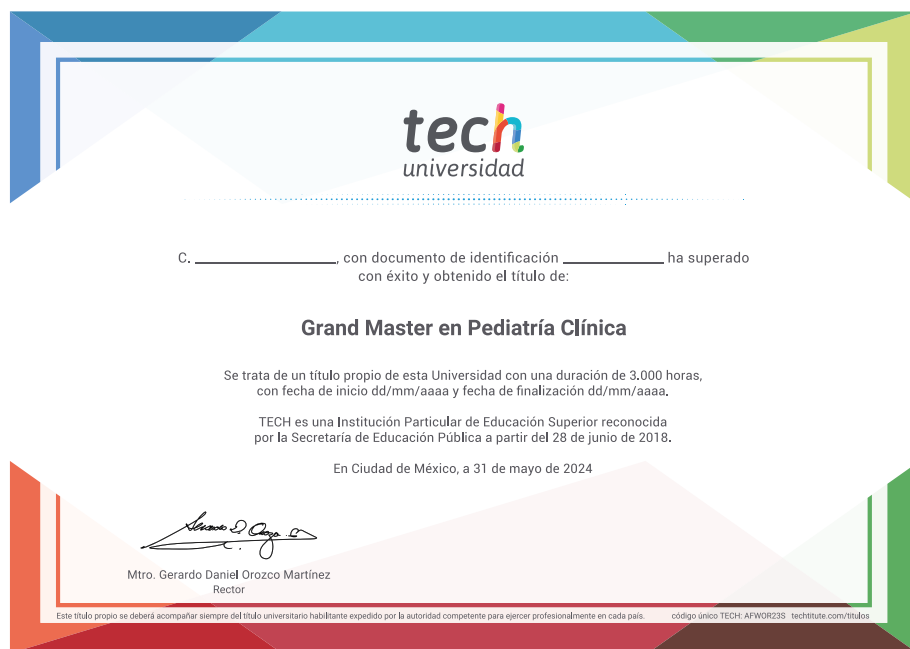 tech
universidad
C. ________________, con documento de identificación ____________ ha superado
con éxito y obtenido el título de:
Grand Master en Pediatría Clínica
Se trata de un título propio de esta Universidad con una duración de 3.000 horas,
con fecha de inicio dd/mm/aaaa y fecha de finalización dd/mm/aaaa.
TECH es una Institución Particular de Educación Superior reconocida
por la Secretaría de Educación Pública a partir del 28 de junio de 2018.
En Ciudad de México, a 31 de mayo de 2024
Mtro. Gerardo Daniel Orozco Martínez
Rector
Este título propio se deberá acompañar siempre del título universitario habilitante expedido por la autoridad competente para ejercer profesionalmente en cada país. código único TECH: AFWOR23S techtitute.com/titulos